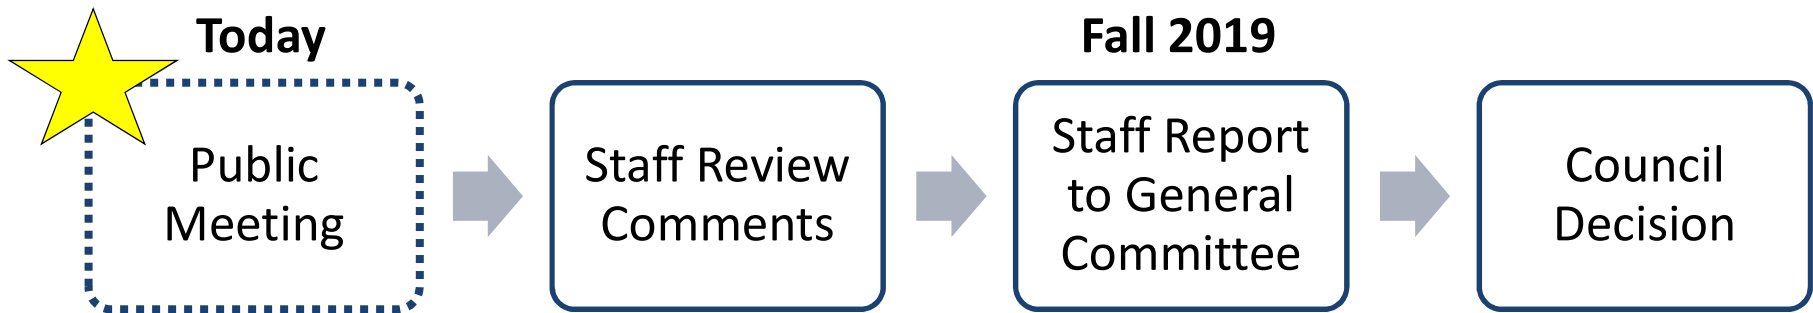 Today
Public
Meeting
Staff Review
Comments
Fall 2019
Staff Report
to General
Committee
Council
Decision